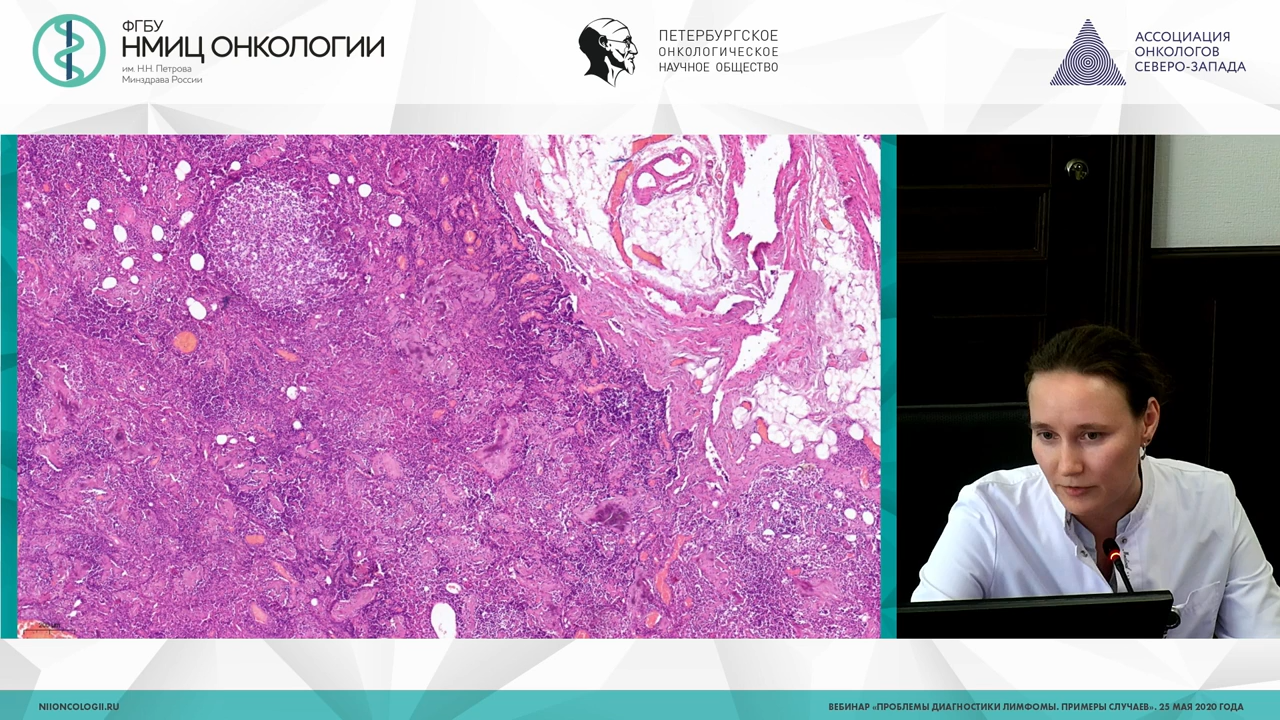 ФГБУ
НМИЦ ОНКОЛОГИИ
им. Н.Н. Петрова
Минздрава России
ПЕТЕРБУРГСКОЕ
ОНКОЛОГИЧЕСКОЕ
НАУЧНОЕ ОБЩЕСТВО
АССОЦИАЦИЯ
ОНКОЛОГОВ
СЕВЕРО-ЗАПАДА
NIIONCOLOGII.RU
ВЕБИНАР «ПРОБЛЕМЫ ДИАГНОСТИКИ ЛИМФОМЫ. ПРИМЕРЫ СЛУЧАЕВ». 25 МАЯ 2020 ГОДА